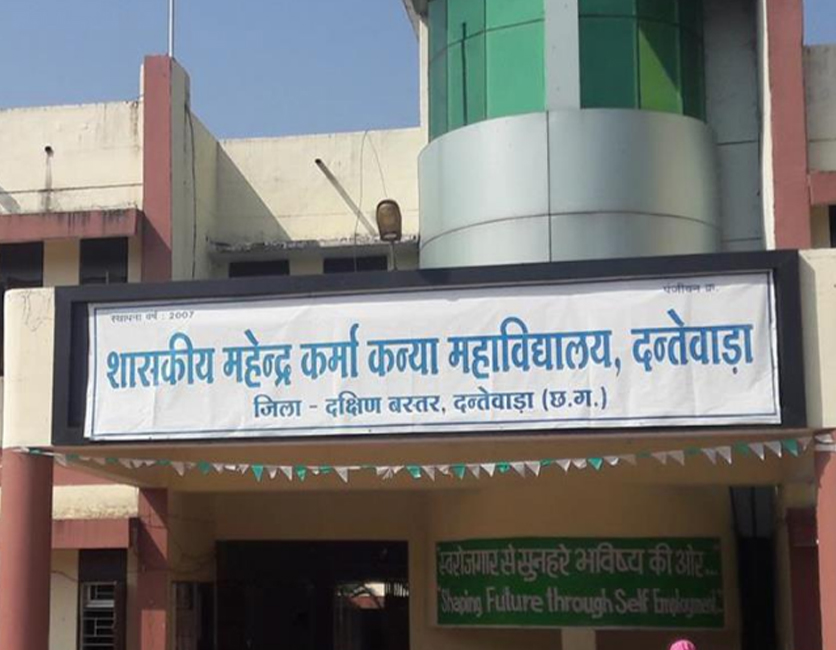 स्थापना वर्ष : 2007
पंजीयन क्र.
शासकीय महेन्द्र कर्मा कन्या महाविद्यालय, दन्तेवाड़ा
जिला - दक्षिण बस्तर, दन्तेवाड़ा (छ.ग.)
"स्वरोजगार से सुनहरे भविष्य की ओर..."
"Shaping Future through Self Employment..."